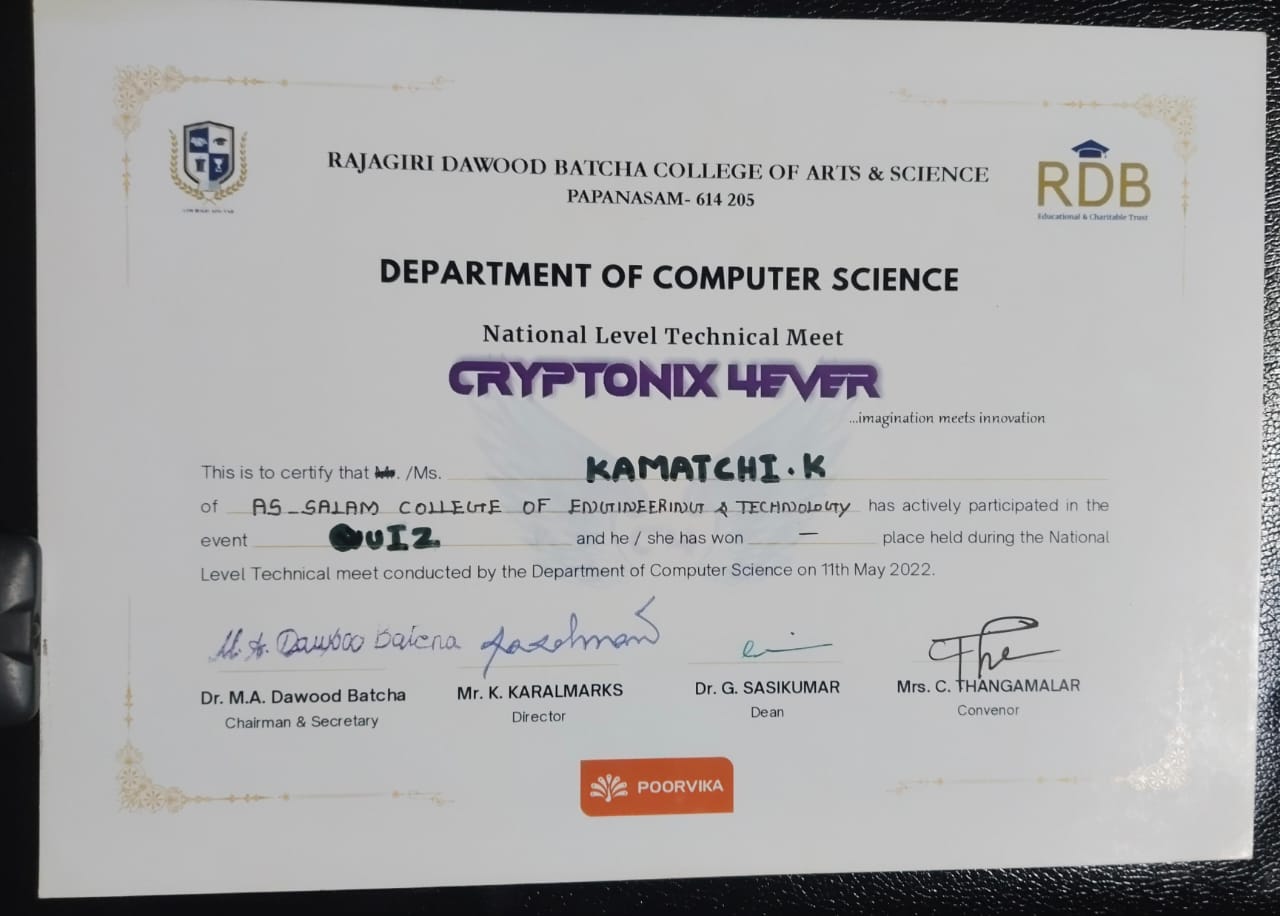 RAJAGIRI DAWOOD BATCHA COLLEGE OF ARTS & SCIENCE
PAPANASAM- 614 205
RDB
Educational & Charitable Trust
DEPARTMENT OF COMPUTER SCIENCE
National Level Technical Meet
CRYPTONIX 4EVER
...imagination meets innovation
This is to certify that Mr. /Ms. KAMATCHI.K
of AS-SALAM COLLEGE OF ENGINEERING & TECHNOLOGY has actively participated in the
event QUIZ and he / she has won – place held during the National
Level Technical meet conducted by the Department of Computer Science on 11th May 2022.
M.A. Dawood Batcha
Dr. M.A. Dawood Batcha Mr. K. KARALMARKS Dr. G. SASIKUMAR Mrs. C. THANGAMALAR
Chairman & Secretary Director Dean Convenor
POORVIKA